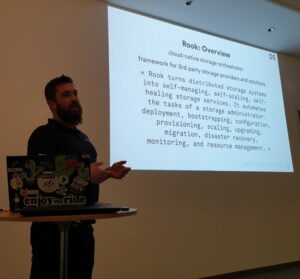 Rook: Overview
cloud-native storage orchestrator
framework for 3rd party storage providers and solutions
« Rook turns distributed storage systems
into self-managing, self-scaling, self-
healing storage services. It automates
the tasks of a storage administrator:
deployment, bootstrapping, configuration,
provisioning, scaling, upgrading,
migration, disaster recovery,
monitoring, and resource management. »
enjoy the ride